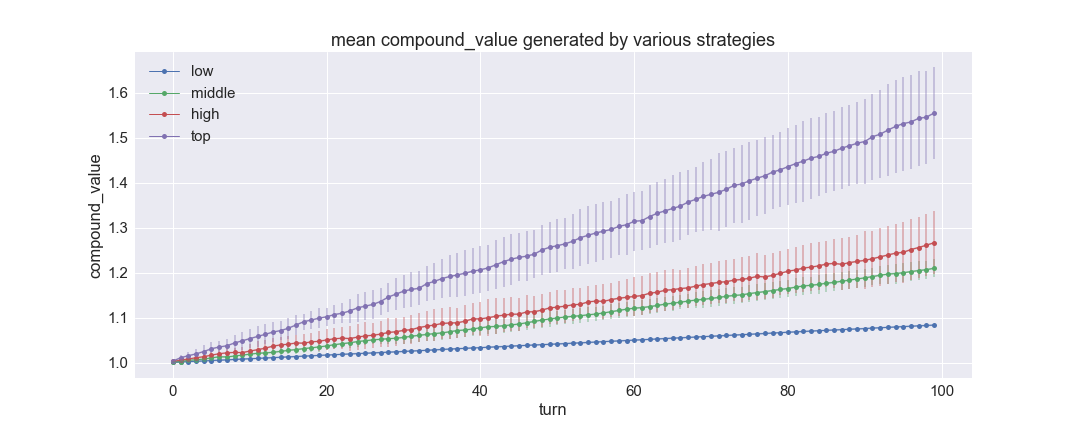 mean compound_value generated by various strategies
low
middle
high
top
compound_value
1.6
1.5
1.4
1.3
1.2
1.1
1.0
0 20 40 60 80 100
turn